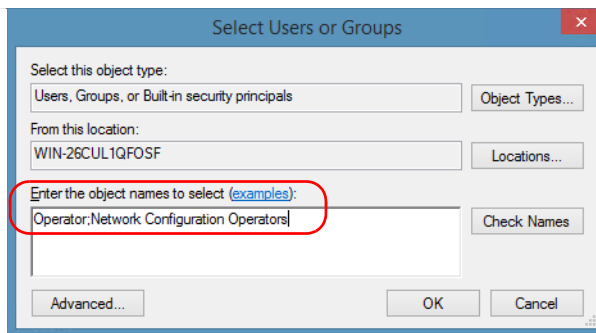 Select Users or Groups
Select this object type:
Users, Groups, or Built-in security principals
Object Types...
From this location:
WIN-26CUL1QFOSF
Locations...
Enter the object names to select (examples):
Operator;Network Configuration Operators
Check Names
Advanced...
OK
Cancel